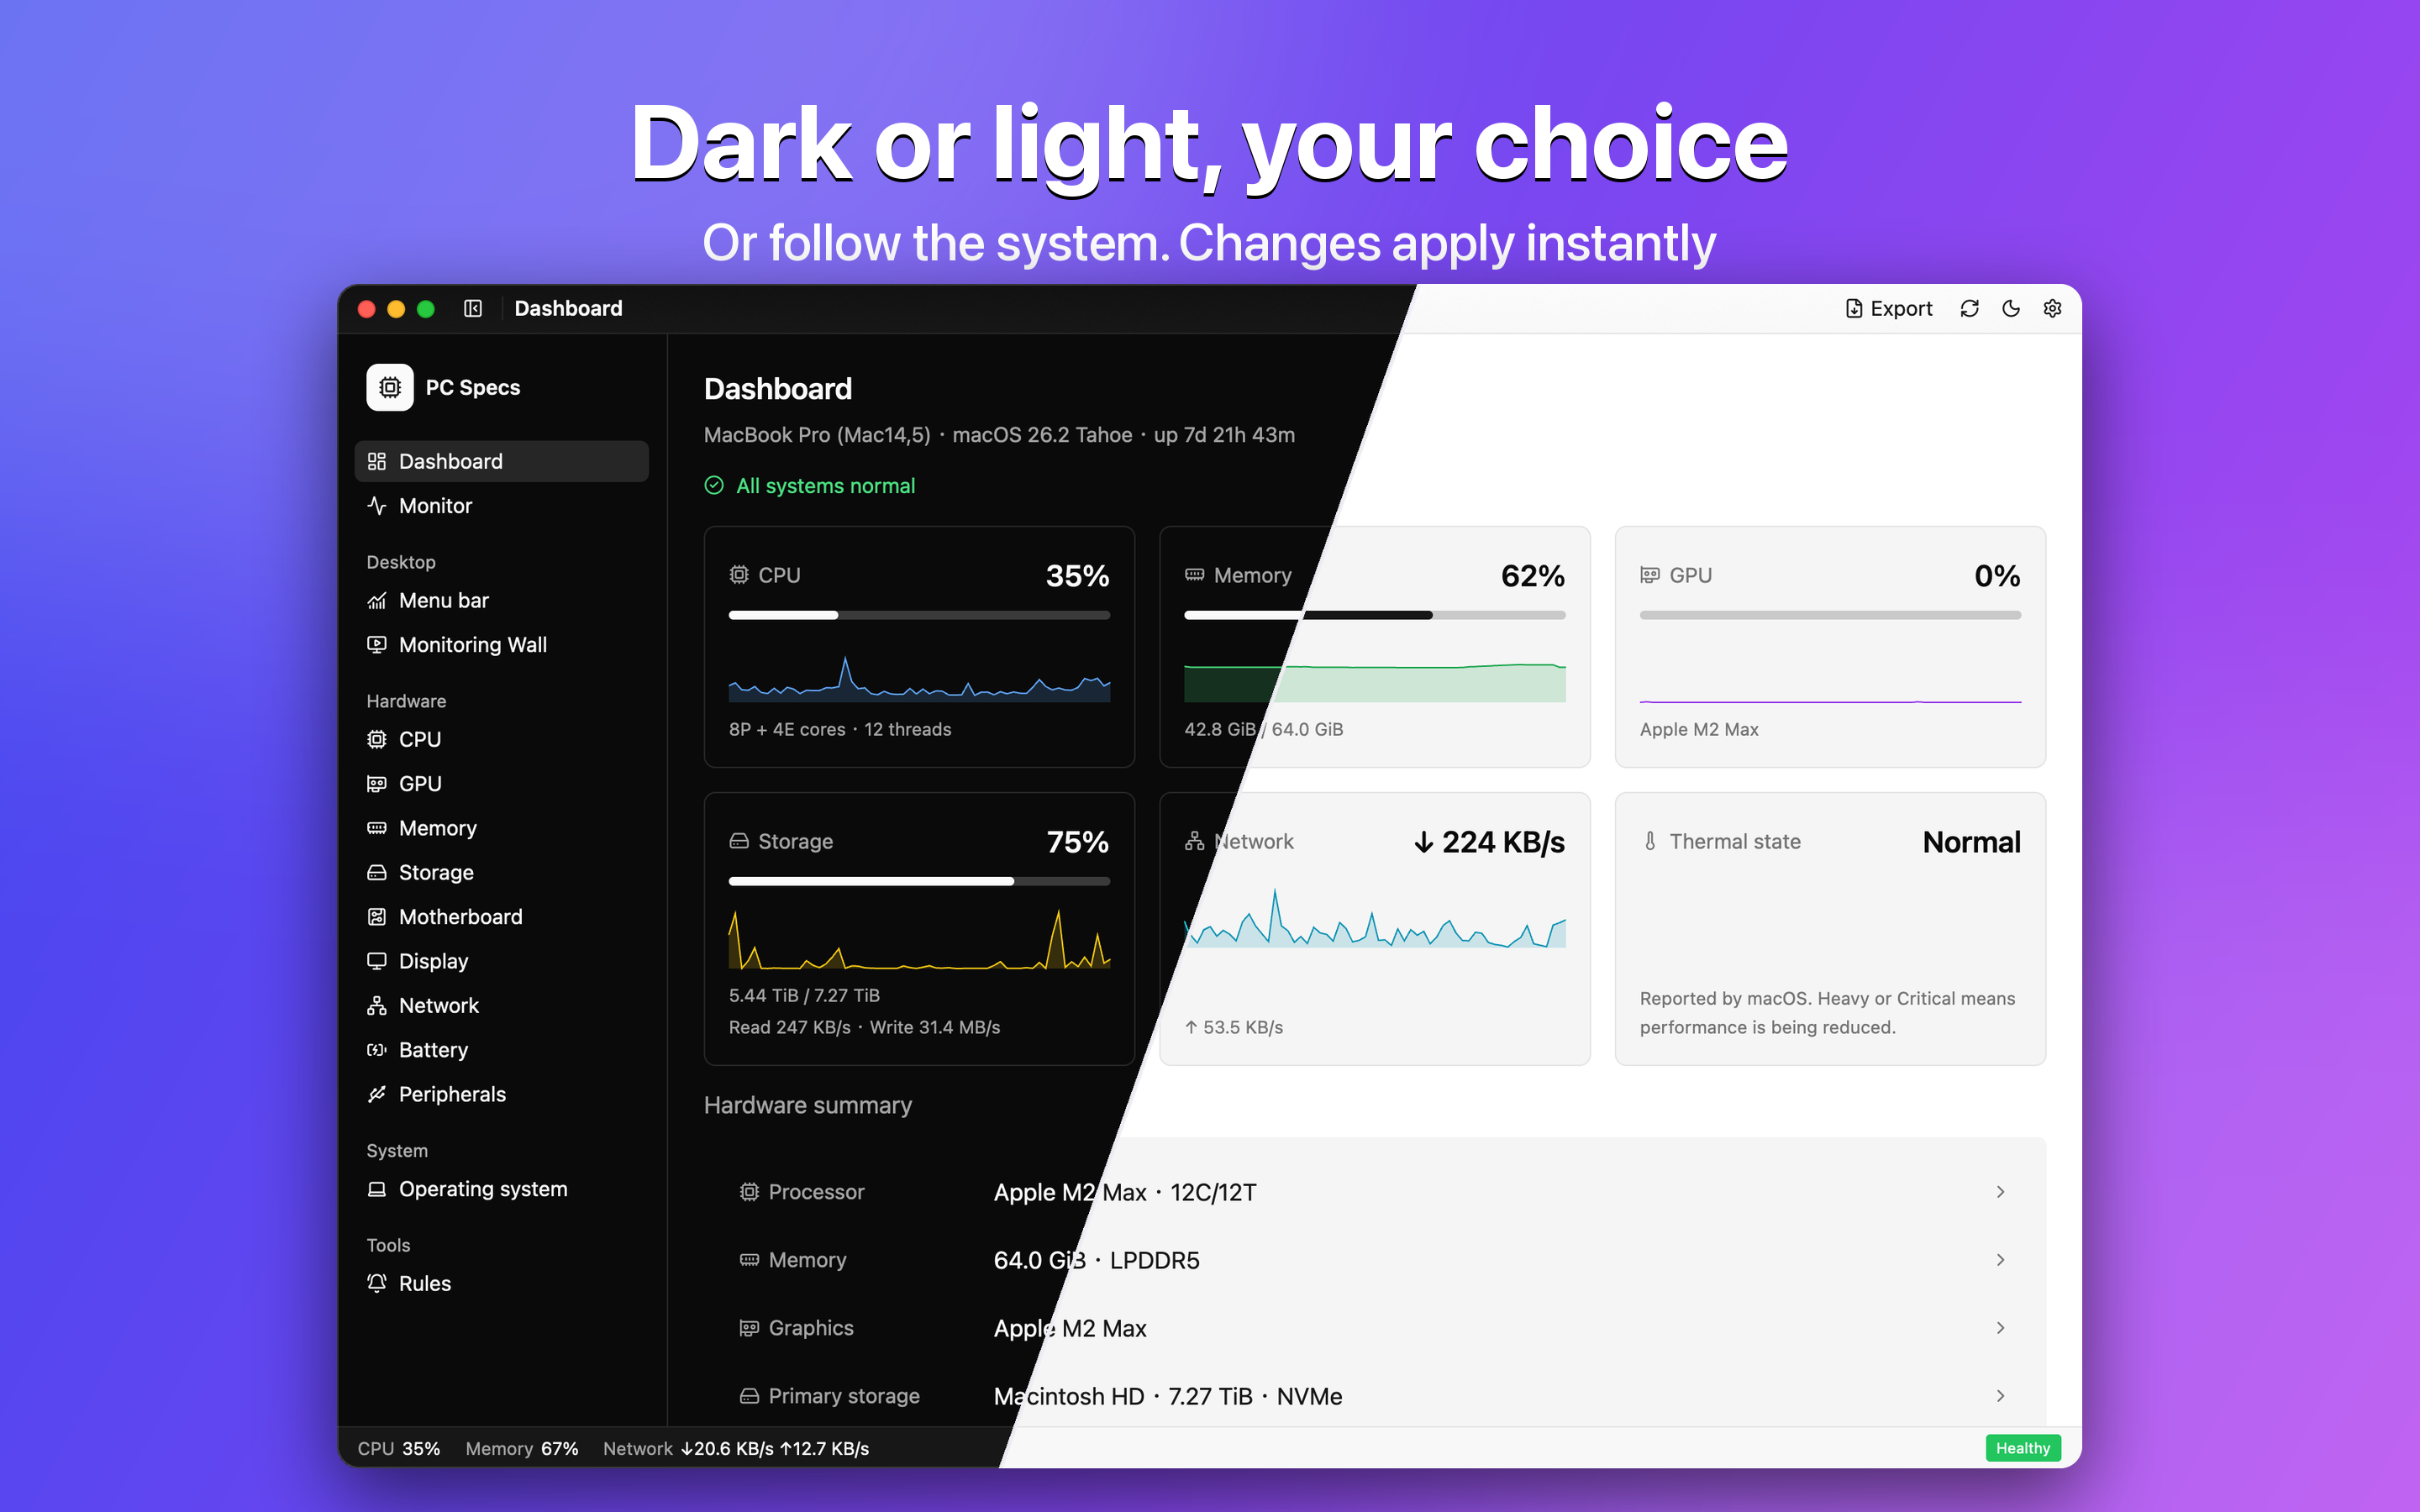 Dark or light, your choice
Or follow the system. Changes apply instantly
Dashboard
Export
PC Specs
Dashboard
Monitor
Desktop
Menu bar
Monitoring Wall
Hardware
CPU
GPU
Memory
Storage
Motherboard
Display
Network
Battery
Peripherals
System
Operating system
Tools
Rules
Dashboard
MacBook Pro (Mac14,5) · macOS 26.2 Tahoe · up 7d 21h 43m
All systems normal
CPU 35%
8P + 4E cores · 12 threads
Memory 62%
42.8 GiB / 64.0 GiB
GPU 0%
Apple M2 Max
Storage 75%
5.44 TiB / 7.27 TiB
Read 247 KB/s · Write 31.4 MB/s
Network ↓ 224 KB/s
↑ 53.5 KB/s
Thermal state Normal
Reported by macOS. Heavy or Critical means
performance is being reduced.
Hardware summary
Processor Apple M2 Max · 12C/12T
Memory 64.0 GiB · LPDDR5
Graphics Apple M2 Max
Primary storage Macintosh HD · 7.27 TiB · NVMe
CPU 35% Memory 67% Network ↓20.6 KB/s ↑12.7 KB/s
Healthy